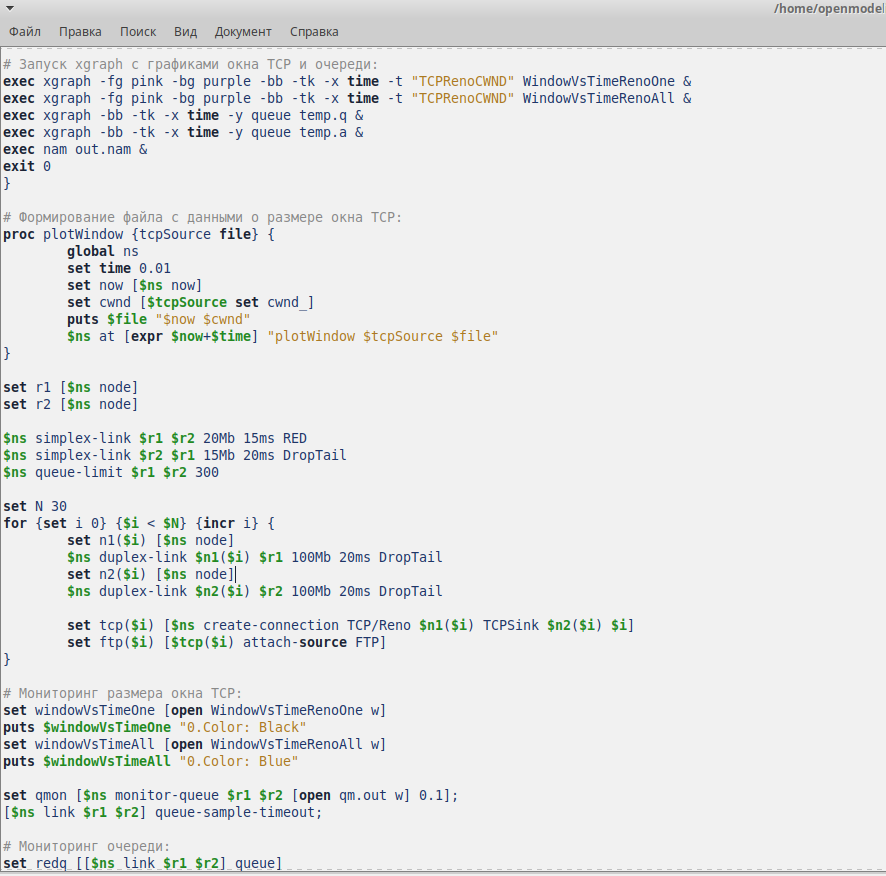 /home/openmodel
Файл Правка Поиск Вид Документ Справка
# Запуск xgraph с графиками окна TCP и очереди:
exec xgraph -fg pink -bg purple -bb -tk -x time -t "TCPRenoCWND" WindowVsTimeRenoOne &
exec xgraph -fg pink -bg purple -bb -tk -x time -t "TCPRenoCWND" WindowVsTimeRenoAll &
exec xgraph -bb -tk -x time -y queue temp.q &
exec xgraph -bb -tk -x time -y queue temp.a &
exec nam out.nam &
exit 0
}
# Формирование файла с данными о размере окна TCP:
proc plotWindow {tcpSource file} {
global ns
set time 0.01
set now [$ns now]
set cwnd [$tcpSource set cwnd_]
puts $file "$now $cwnd"
$ns at [expr $now+$time] "plotWindow $tcpSource $file"
}
set r1 [$ns node]
set r2 [$ns node]
$ns simplex-link $r1 $r2 20Mb 15ms RED
$ns simplex-link $r2 $r1 15Mb 20ms DropTail
$ns queue-limit $r1 $r2 300
set N 30
for {set i 0} {$i < $N} {incr i} {
set n1($i) [$ns node]
$ns duplex-link $n1($i) $r1 100Mb 20ms DropTail
set n2($i) [$ns node]
$ns duplex-link $n2($i) $r2 100Mb 20ms DropTail
set tcp($i) [$ns create-connection TCP/Reno $n1($i) TCPSink $n2($i) $i]
set ftp($i) [$tcp($i) attach-source FTP]
}
# Мониторинг размера окна TCP:
set windowVsTimeOne [open WindowVsTimeRenoOne w]
puts $windowVsTimeOne "0.Color: Black"
set windowVsTimeAll [open WindowVsTimeRenoAll w]
puts $windowVsTimeAll "0.Color: Blue"
set qmon [$ns monitor-queue $r1 $r2 [open qm.out w] 0.1];
[$ns link $r1 $r2] queue-sample-timeout;
# Мониторинг очереди:
set redq [[$ns link $r1 $r2] queue]